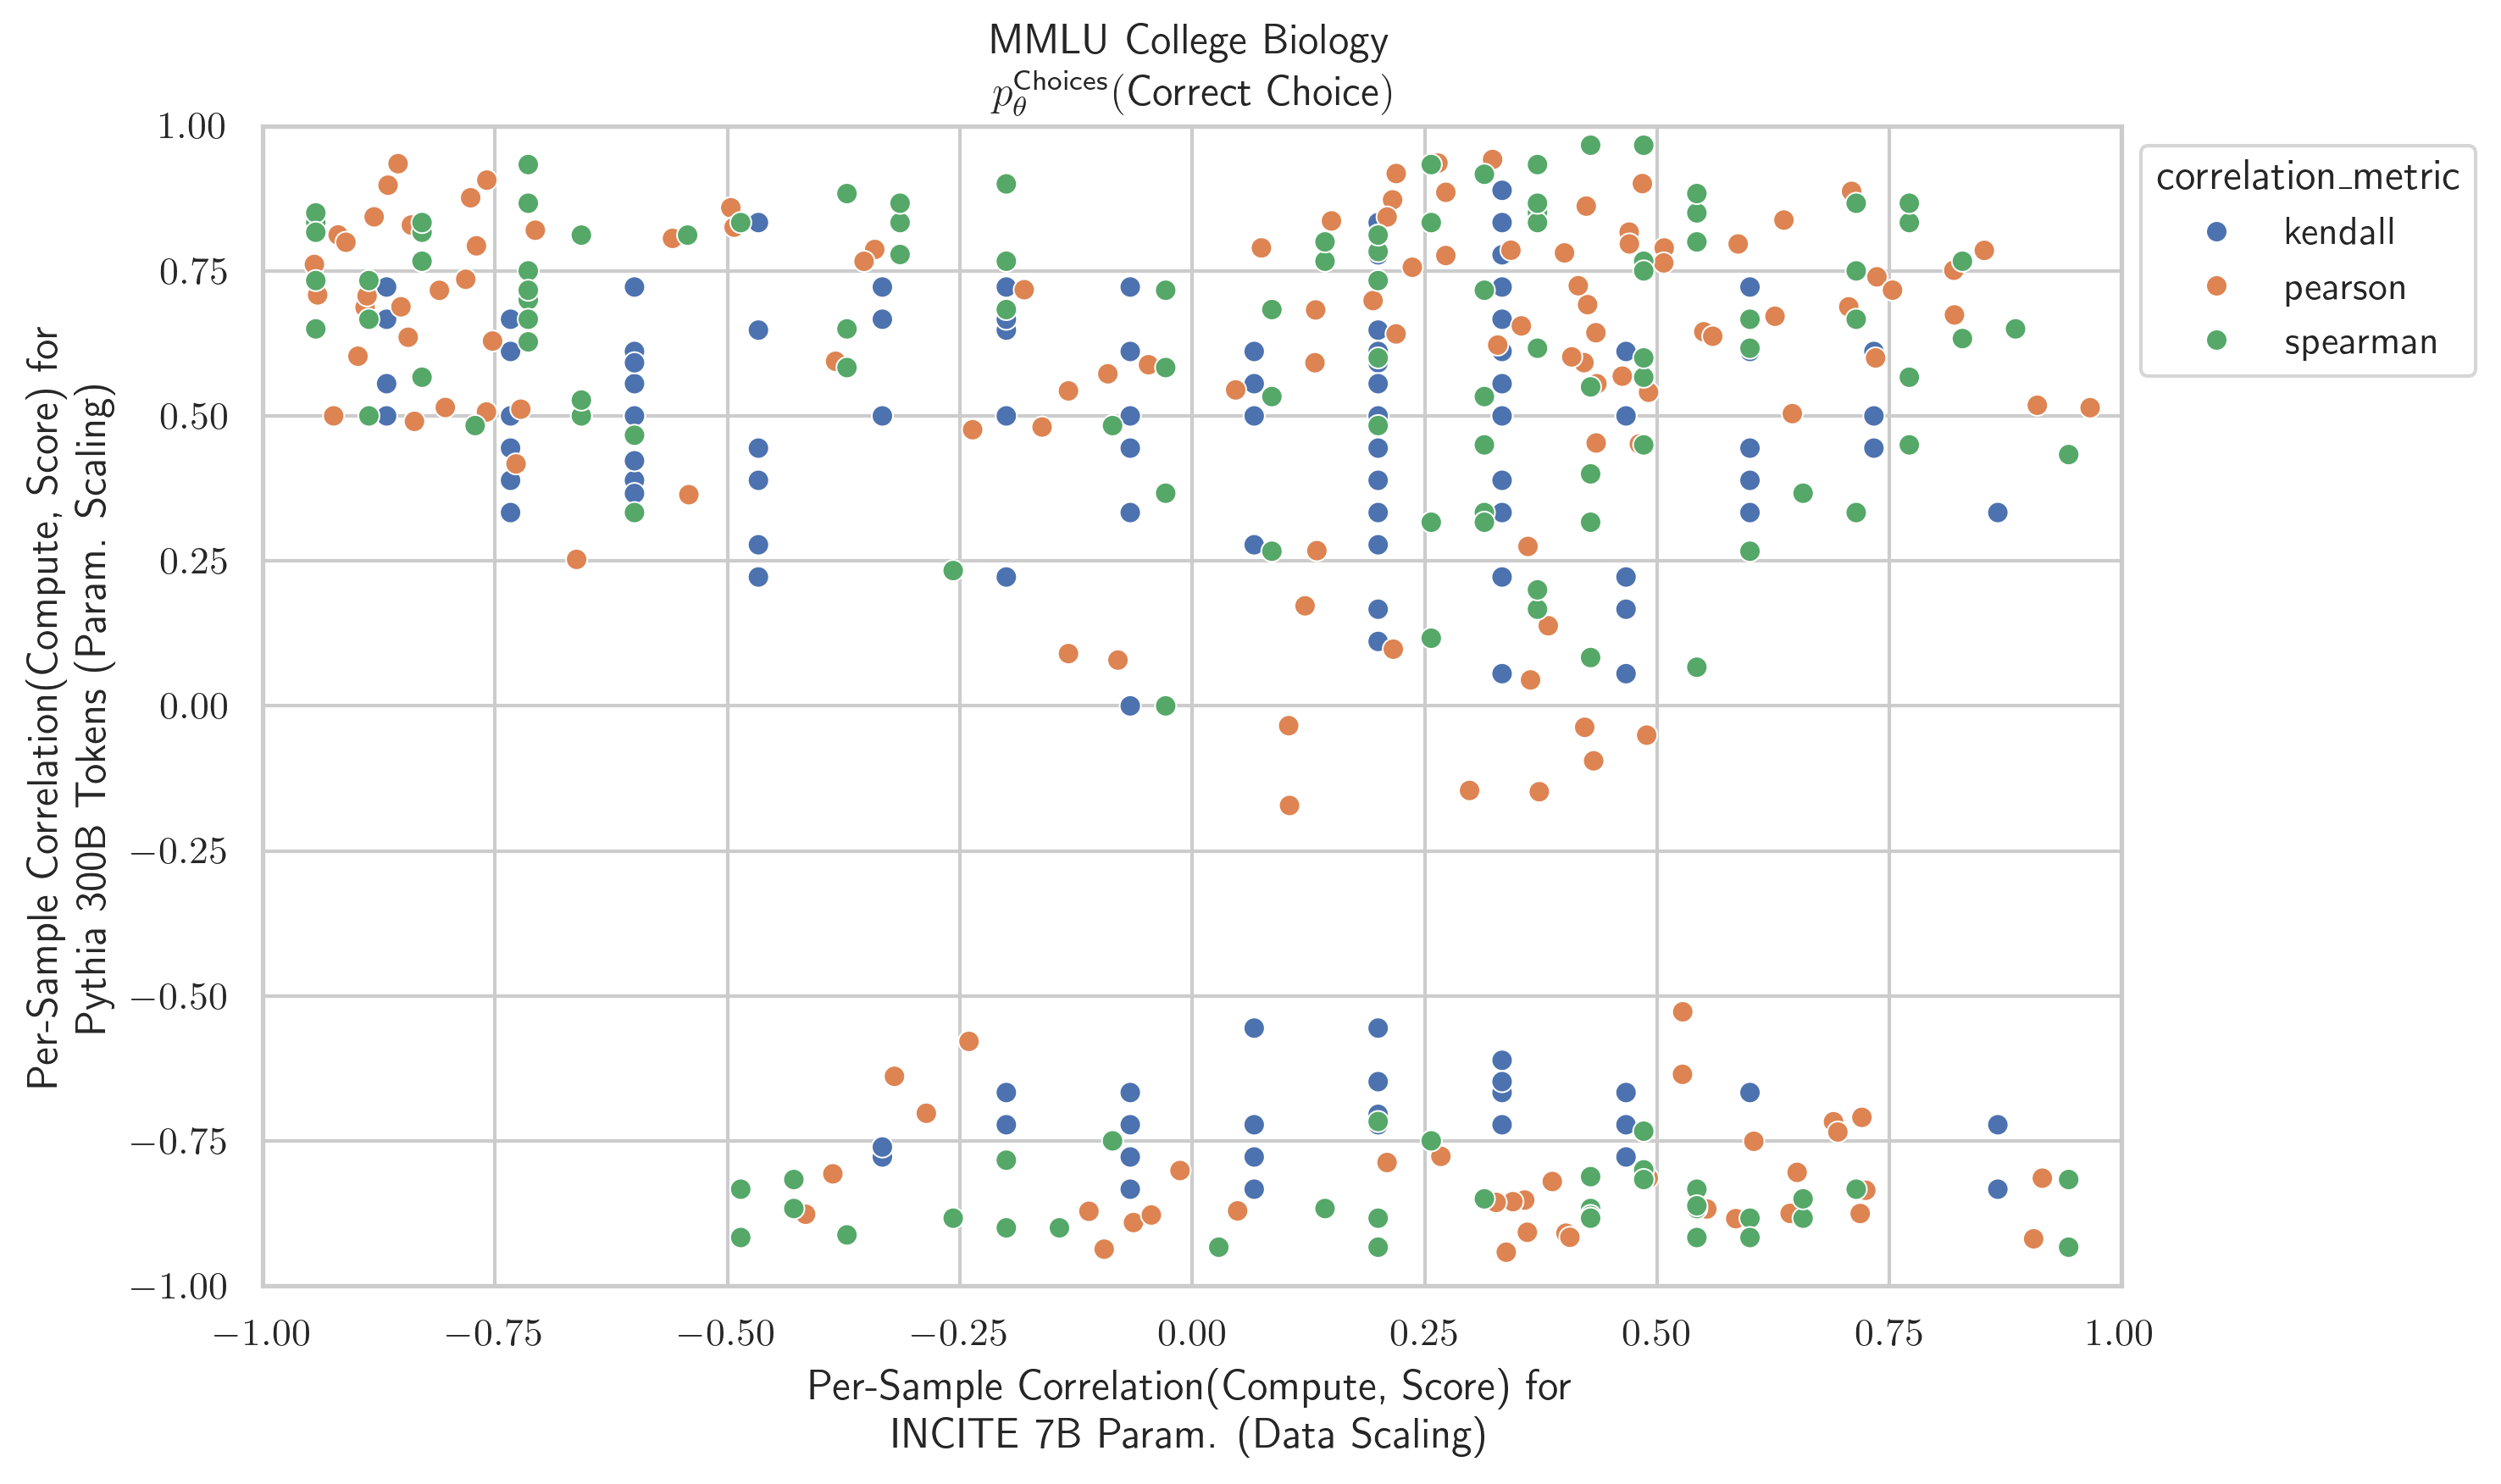 MMLU College Biology
p_θ^Choices(Correct Choice)
1.00
0.75
0.50
0.25
0.00
−0.25
−0.50
−0.75
−1.00
Per-Sample Correlation(Compute, Score) for
Pythia 300B Tokens (Param. Scaling)
correlation_metric
kendall
pearson
spearman
−1.00 −0.75 −0.50 −0.25 0.00 0.25 0.50 0.75 1.00
Per-Sample Correlation(Compute, Score) for
INCITE 7B Param. (Data Scaling)